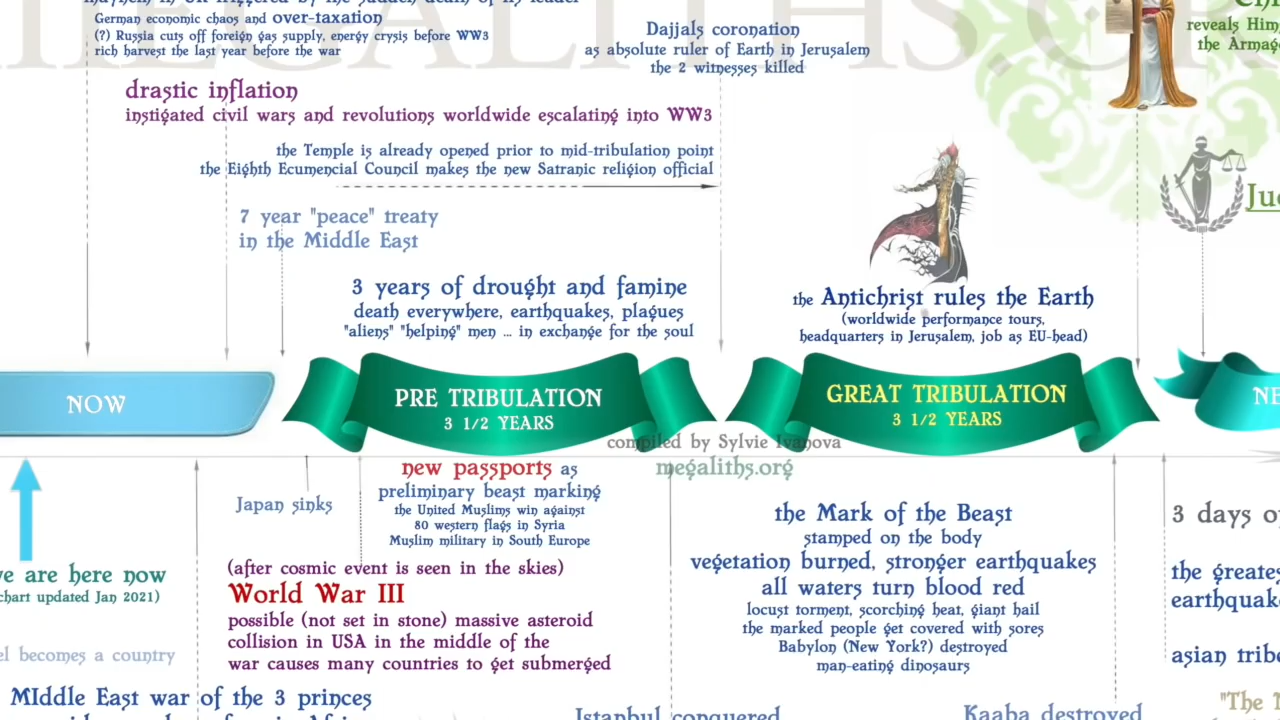 German economic chaos and over-taxation
(?) Russia cuts off foreign gas supply, energy crysis before WW3
rich harvest the last year before the war
Dajjals coronation
as absolute ruler of Earth in Jerusalem
the 2 witnesses killed
reveals Him
the Armag
drastic inflation
instigated civil wars and revolutions worldwide escalating into WW3
the Temple is already opened prior to mid-tribulation point
the Eighth Ecumencial Council makes the new Satranic religion official
7 year "peace" treaty
in the Middle East
3 years of drought and famine
death everywhere, earthquakes, plagues
"aliens" "helping" men ... in exchange for the soul
the Antichrist rules the Earth
(worldwide performance tours,
headquarters in Jerusalem, job as EU-head)
NOW
PRE TRIBULATION
3 1/2 YEARS
GREAT TRIBULATION
3 1/2 YEARS
NE
compiled by Sylvie Ivanova
megaliths.org
new passports as
preliminary beast marking
the United Muslims win against
80 western flags in Syria
Muslim military in South Europe
Japan sinks
the Mark of the Beast
stamped on the body
vegetation burned, stronger earthquakes
all waters turn blood red
locust torment, scorching heat, giant hail
the marked people get covered with sores
Babylon (New York?) destroyed
man-eating dinosaurs
3 days o
the greates
earthquak
asian tribe
we are here now
chart updated Jan 2021)
(after cosmic event is seen in the skies)
World War III
possible (not set in stone) massive asteroid
collision in USA in the middle of the
war causes many countries to get submerged
el becomes a country
MIddle East war of the 3 princes
Istanbul conquered
Kaaba destroyed
"The